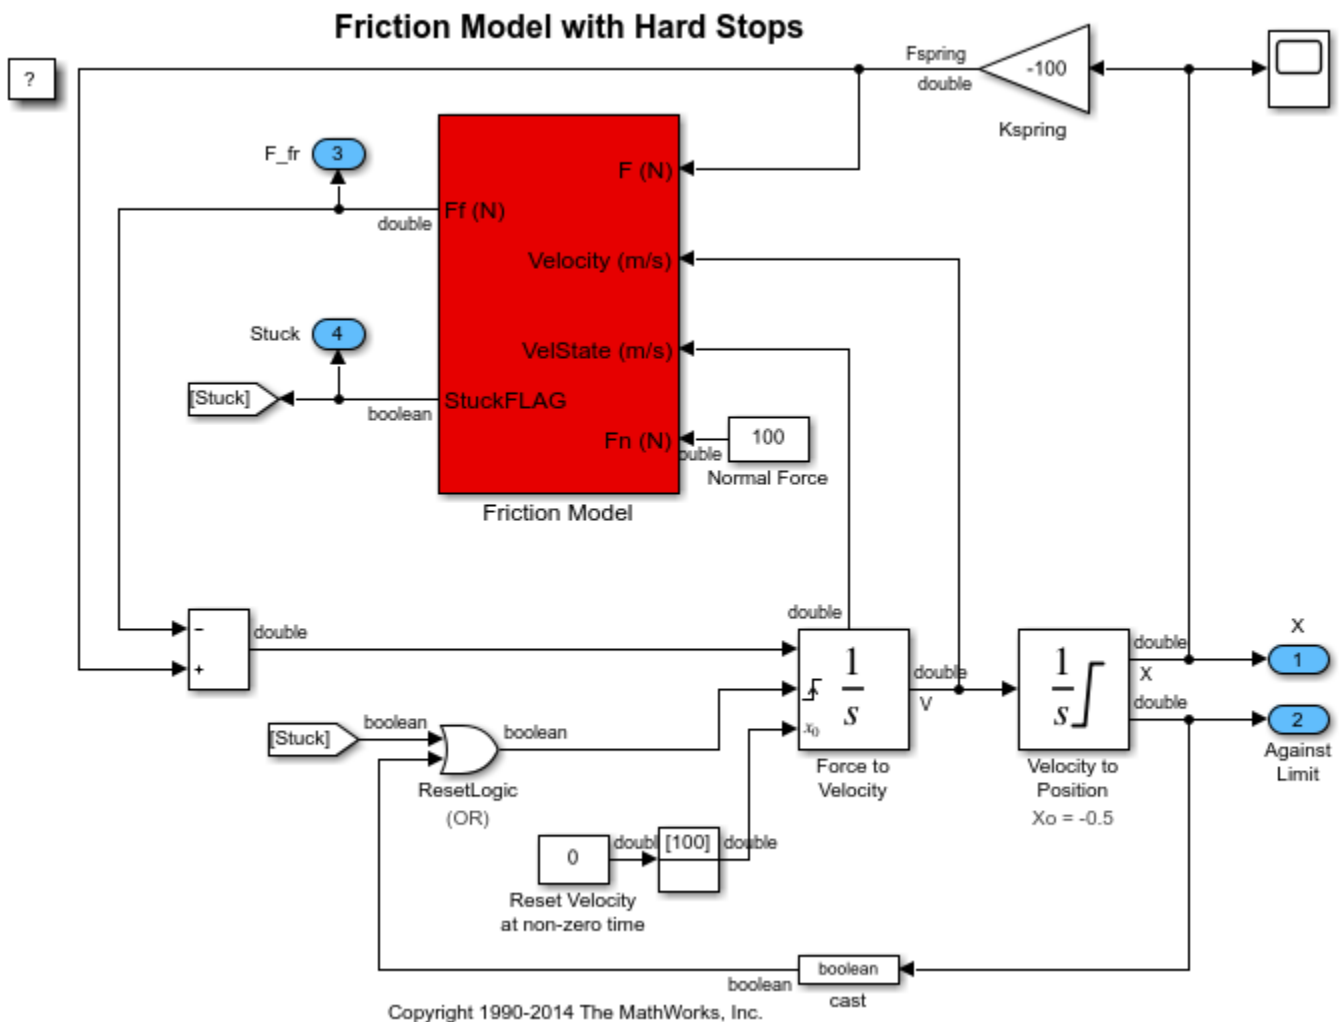 Friction Model with Hard Stops
?
Fspring
double
-100
Kspring
F_fr
3
F (N)
Ff (N)
double
Velocity (m/s)
Stuck
4
VelState (m/s)
[Stuck]
boolean
StuckFLAG
Fn (N)
ouble
100
Normal Force
Friction Model
double
−
double
+
1
s
x0
double
V
Force to
Velocity
1
s
Velocity to
Position
Xo = -0.5
double
X
double
X
1
2
Against
Limit
[Stuck]
boolean
boolean
ResetLogic
(OR)
0
doubl
[100]
double
Reset Velocity
at non-zero time
boolean
boolean
cast
Copyright 1990-2014 The MathWorks, Inc.